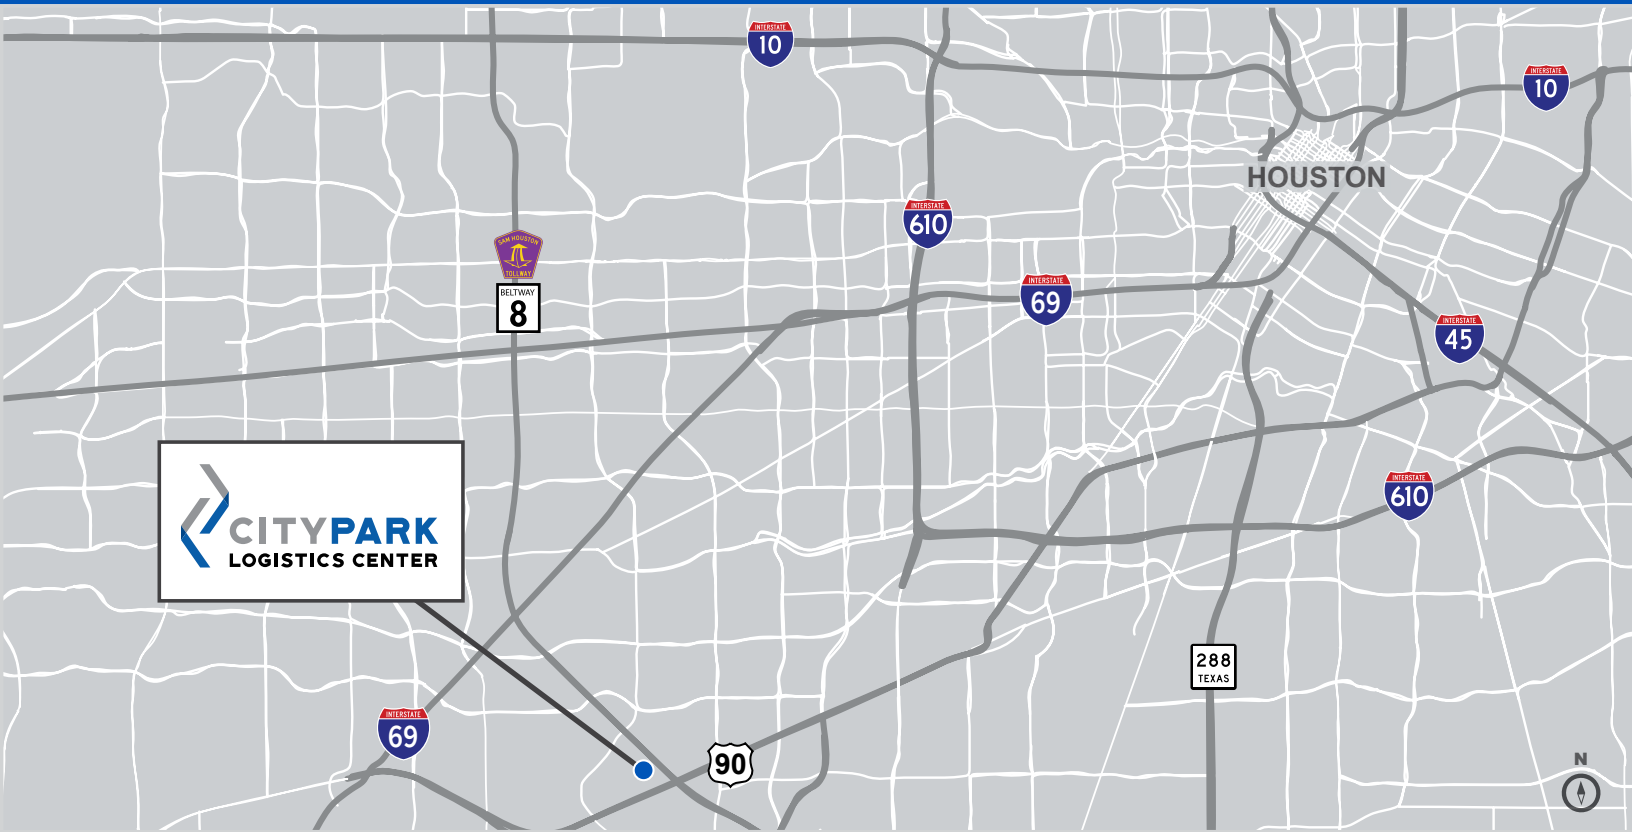 INTERSTATE
10
INTERSTATE
10
HOUSTON
INTERSTATE
610
SAM HOUSTON
TOLLWAY
BELTWAY
8
INTERSTATE
69
INTERSTATE
45
CITYPARK
LOGISTICS CENTER
INTERSTATE
610
288
TEXAS
INTERSTATE
69
90
N